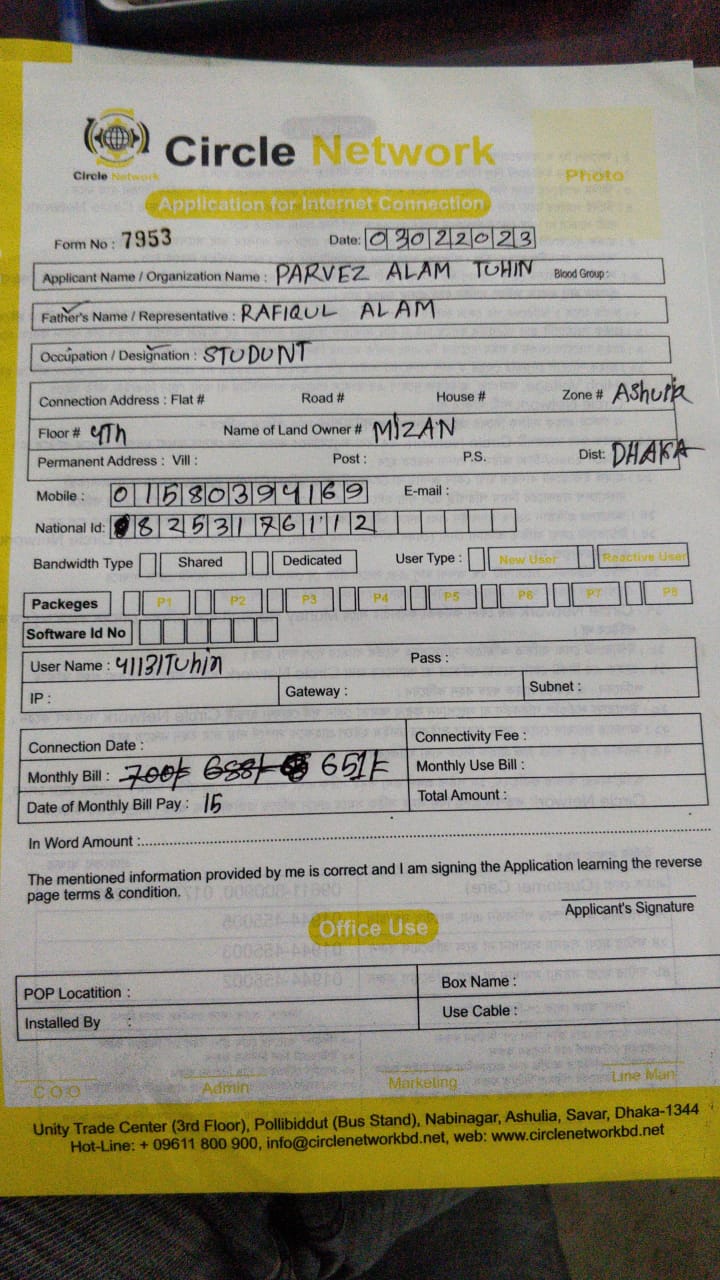 Circle Network
Circle Network
Photo
Application for Internet Connection
Form No : 7953
Date: 03022023
Applicant Name / Organization Name : PARVEZ ALAM TUHIN Blood Group :
Father's Name / Representative : RAFIQUL ALAM
Occupation / Designation : STUDUNT
Connection Address : Flat # Road # House # Zone #
Floor # 4Th Name of Land Owner # MIZAN
Permanent Address : Vill : Post : P.S. Dist: DHAKA
Mobile : 01580394169 E-mail :
National Id: 8253176112
Bandwidth Type Shared Dedicated User Type : New User Reactive User
Packeges P1 P2 P3 P4 P5 P6 P7 P8
Software Id No
User Name : 41131Tuhin Pass :
IP : Gateway : Subnet :
Connection Date : Connectivity Fee :
Monthly Bill : 700/- 688/- 651/- Monthly Use Bill :
Date of Monthly Bill Pay : 15 Total Amount :
In Word Amount :
The mentioned information provided by me is correct and I am signing the Application learning the reverse
page terms & condition.
Applicant's Signature
Office Use
POP Locatition : Box Name :
Installed By : Use Cable :
C.O.O Admin Marketing Line Man
Unity Trade Center (3rd Floor), Pollibiddut (Bus Stand), Nabinagar, Ashulia, Savar, Dhaka-1344
Hot-Line: + 09611 800 900, info@circlenetworkbd.net, web: www.circlenetworkbd.net